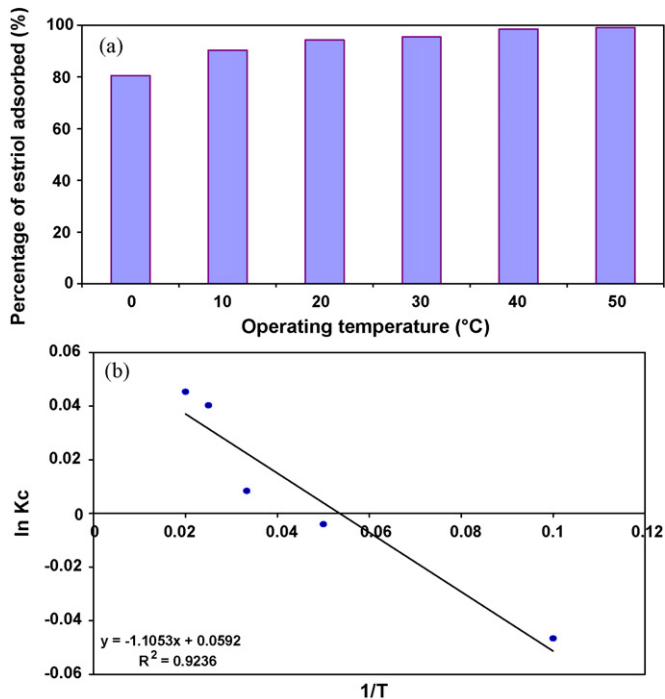 (a)
Percentage of estriol adsorbed (%)
100
80
60
40
20
0
0 10 20 30 40 50
Operating temperature (°C)
(b)
ln Kc
0.06
0.04
0.02
0
-0.02
-0.04
-0.06
0 0.02 0.04 0.06 0.08 0.1 0.12
y = -1.1053x + 0.0592
R² = 0.9236
1/T